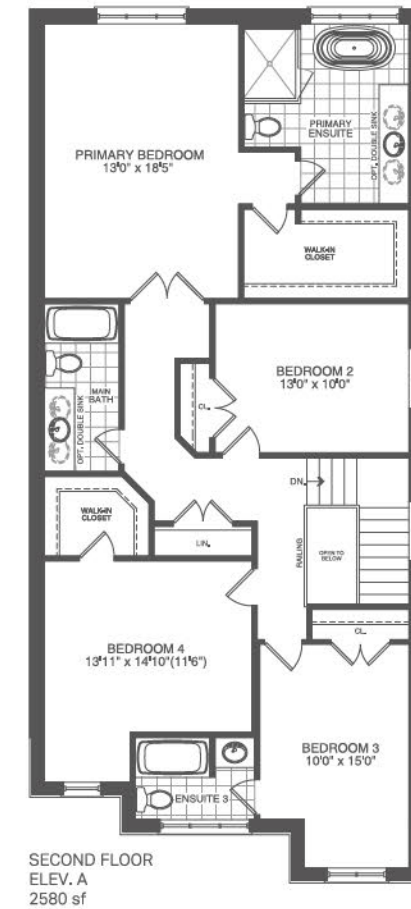 PRIMARY BEDROOM
13'0" x 18'5"
PRIMARY
ENSUITE
OPT. DOUBLE SINK
WALK-IN
CLOSET
BEDROOM 2
13'0" x 10'0"
MAIN
BATH
OPT. DOUBLE SINK
CL.
WALK-IN
CLOSET
LIN.
DN.
RAILING
OPEN TO
BELOW
CL.
BEDROOM 4
13'11" x 14'10"(11'6")
BEDROOM 3
10'0" x 15'0"
ENSUITE 3
SECOND FLOOR
ELEV. A
2580 sf